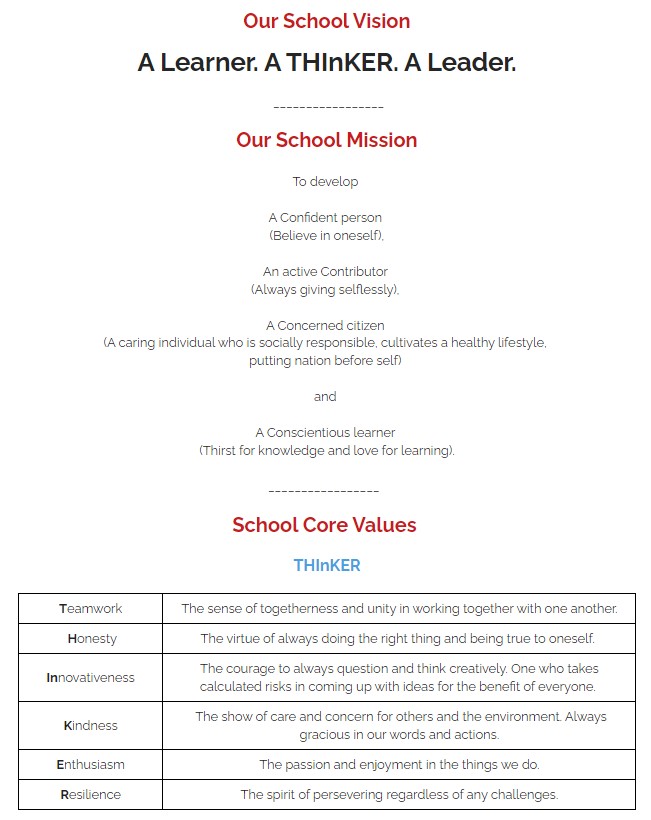 Our School Vision
A Learner. A THInKER. A Leader.
_________________
Our School Mission
To develop
A Confident person
(Believe in oneself),
An active Contributor
(Always giving selflessly),
A Concerned citizen
(A caring individual who is socially responsible, cultivates a healthy lifestyle,
putting nation before self)
and
A Conscientious learner
(Thirst for knowledge and love for learning).
_________________
School Core Values
THInKER
Teamwork
The sense of togetherness and unity in working together with one another.
Honesty
The virtue of always doing the right thing and being true to oneself.
Innovativeness
The courage to always question and think creatively. One who takes
calculated risks in coming up with ideas for the benefit of everyone.
Kindness
The show of care and concern for others and the environment. Always
gracious in our words and actions.
Enthusiasm
The passion and enjoyment in the things we do.
Resilience
The spirit of persevering regardless of any challenges.